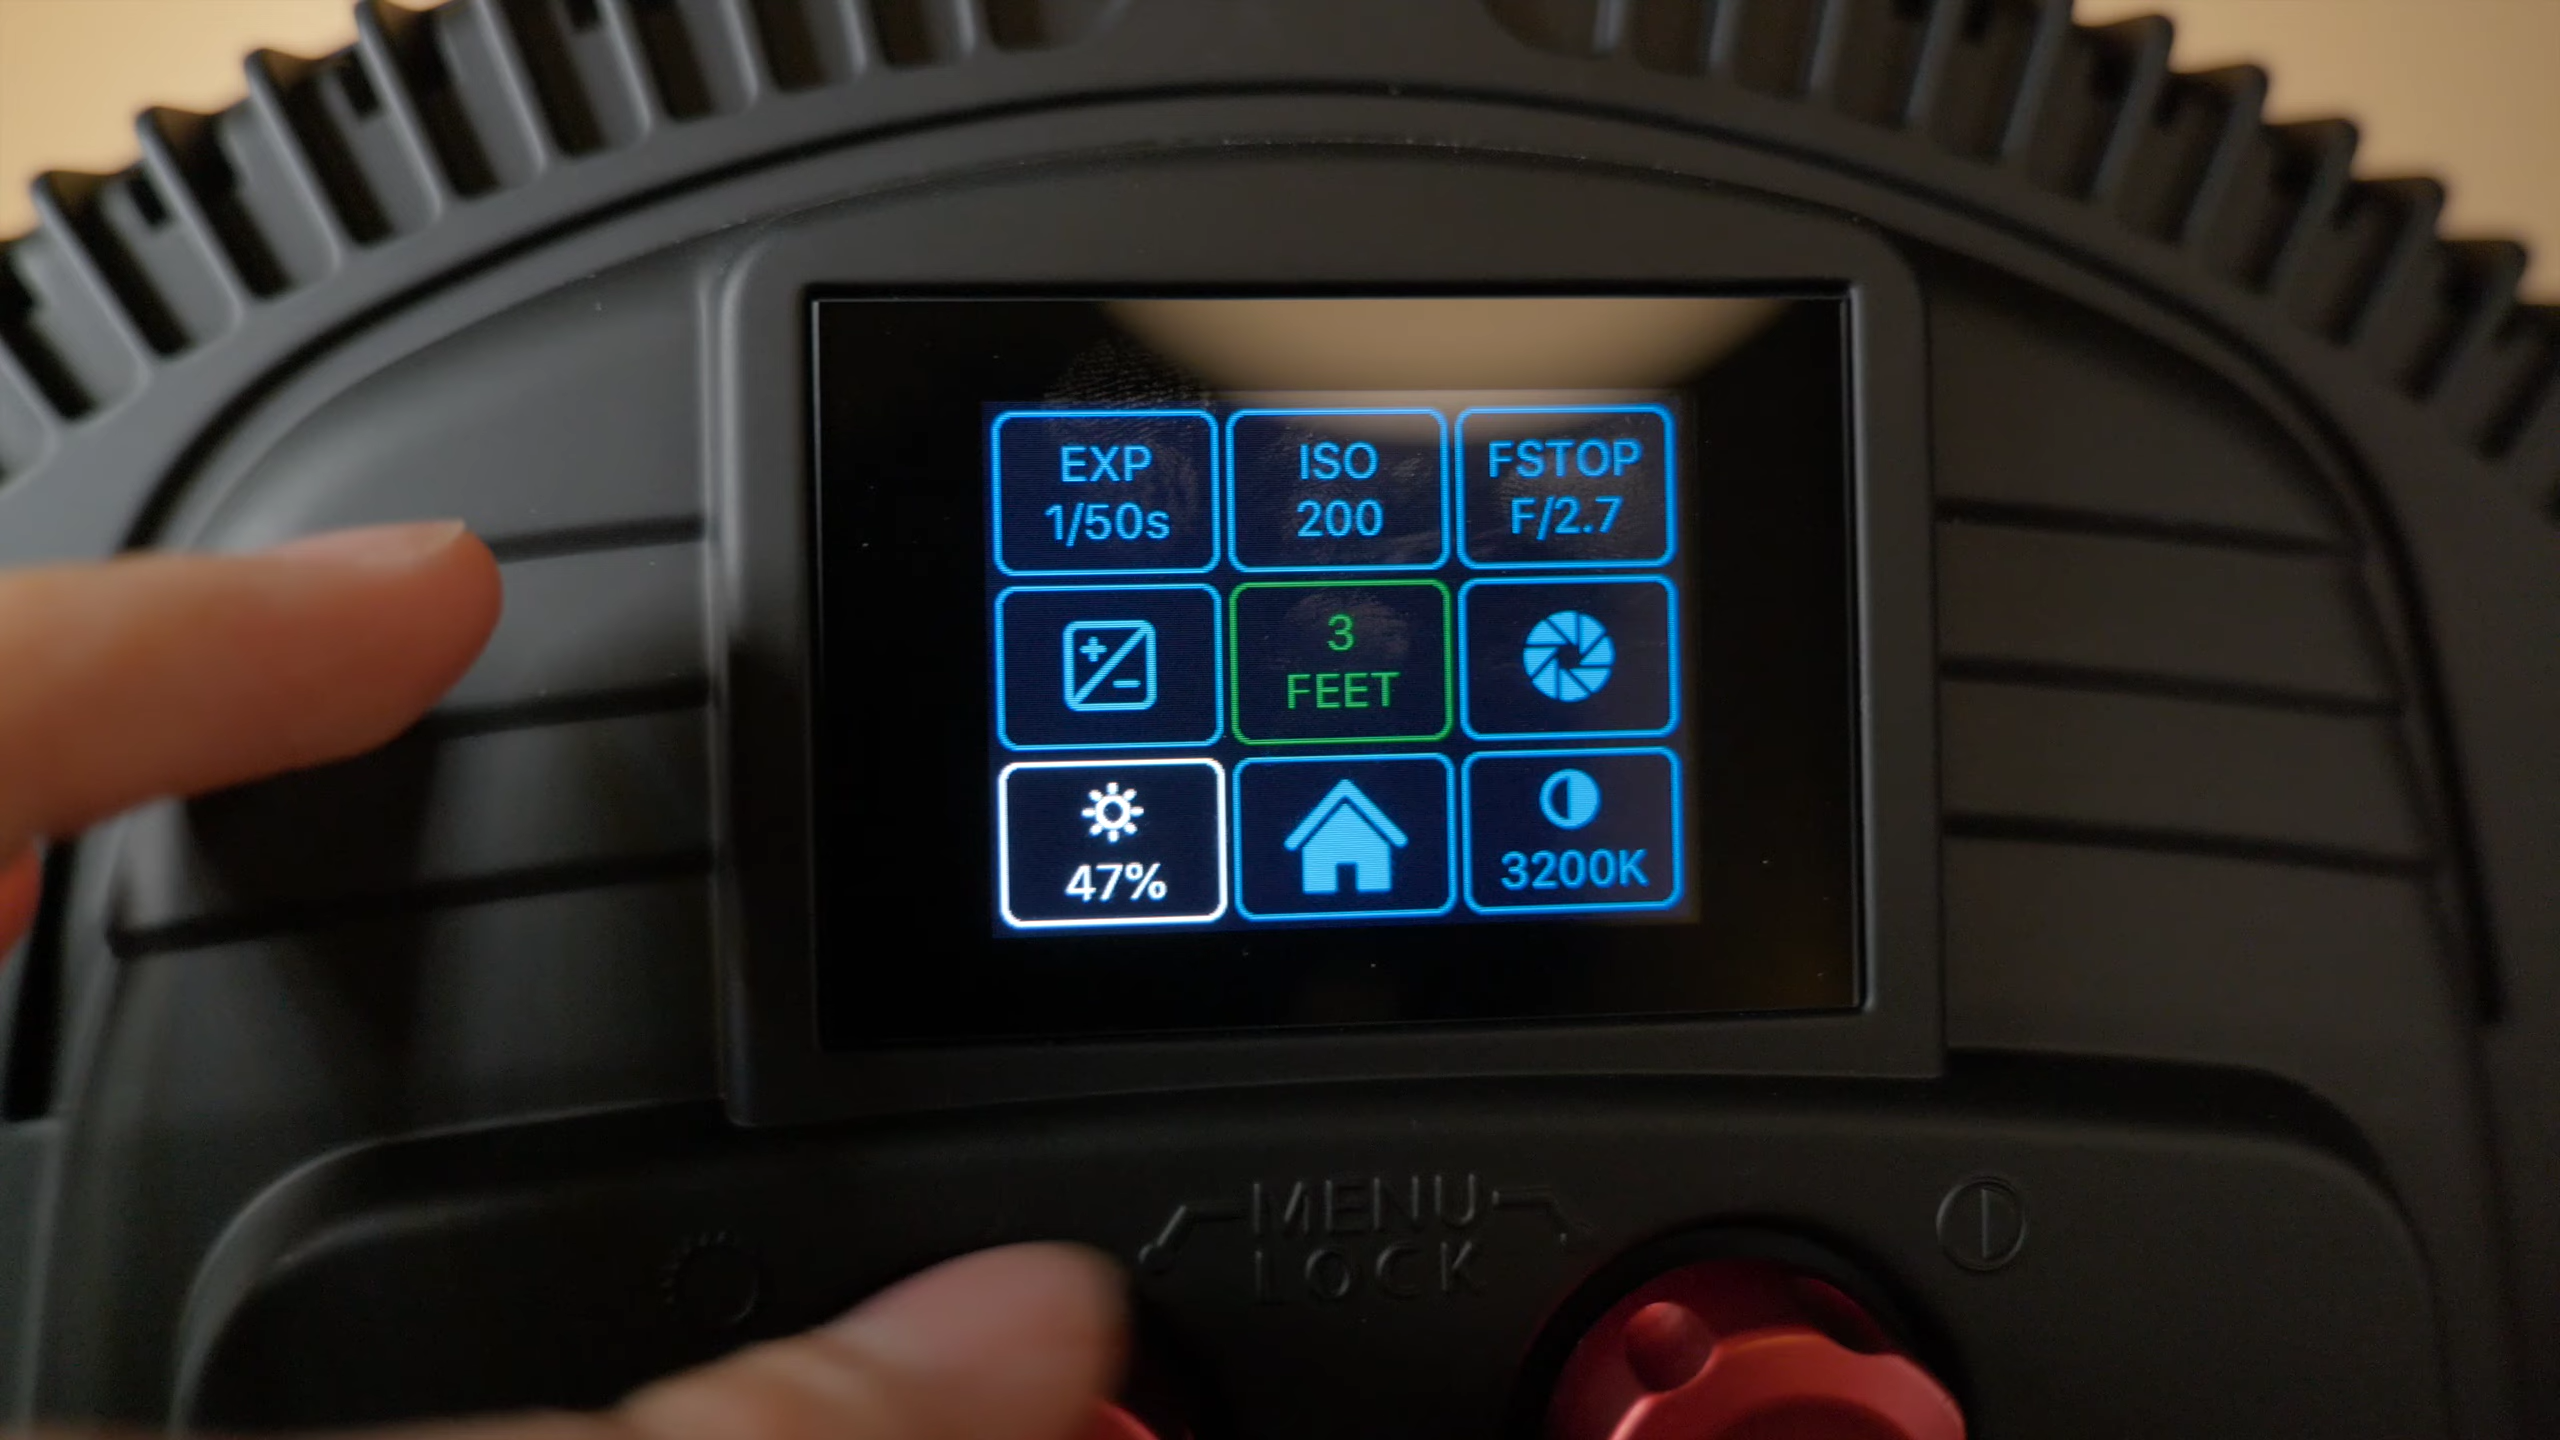 EXP
1/50s
ISO
200
FSTOP
F/2.7
3
FEET
47%
3200K
MENU
LOCK